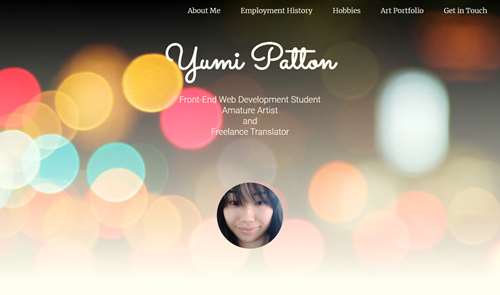 About Me Employment History Hobbies Art Portfolio Get in Touch
Yumi Patton
Front-End Web Development Student
Amature Artist
and
Freelance Translator